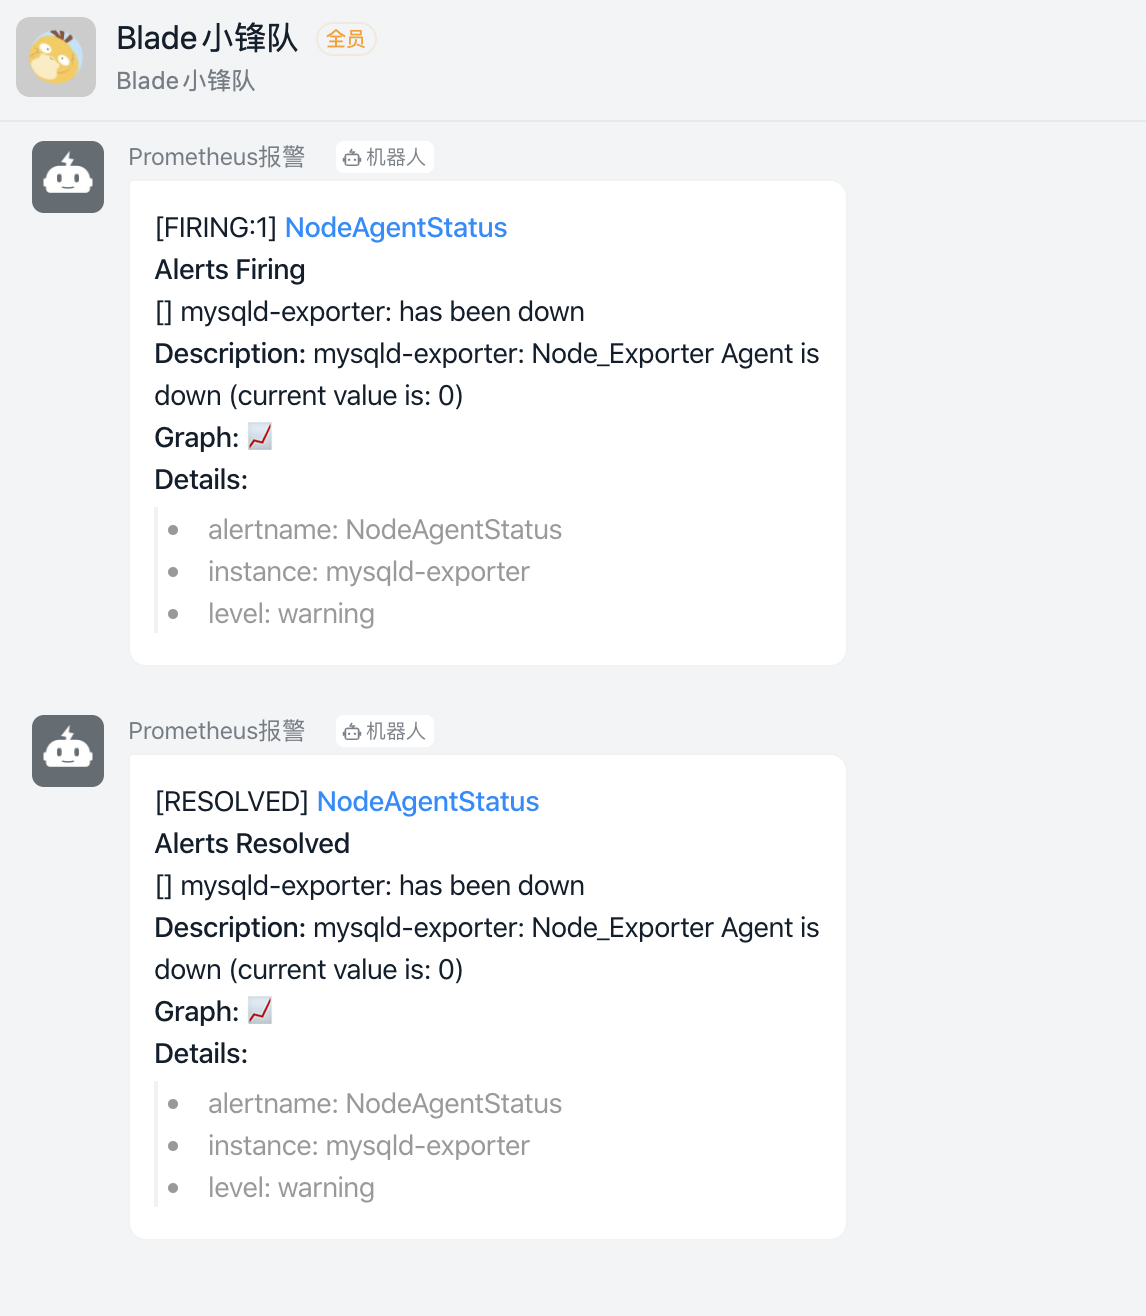 Blade小锋队 全员
Blade小锋队
Prometheus报警 机器人
[FIRING:1] NodeAgentStatus
Alerts Firing
[] mysqld-exporter: has been down
Description: mysqld-exporter: Node_Exporter Agent is
down (current value is: 0)
Graph: 📈
Details:
• alertname: NodeAgentStatus
• instance: mysqld-exporter
• level: warning
Prometheus报警 机器人
[RESOLVED] NodeAgentStatus
Alerts Resolved
[] mysqld-exporter: has been down
Description: mysqld-exporter: Node_Exporter Agent is
down (current value is: 0)
Graph: 📈
Details:
• alertname: NodeAgentStatus
• instance: mysqld-exporter
• level: warning